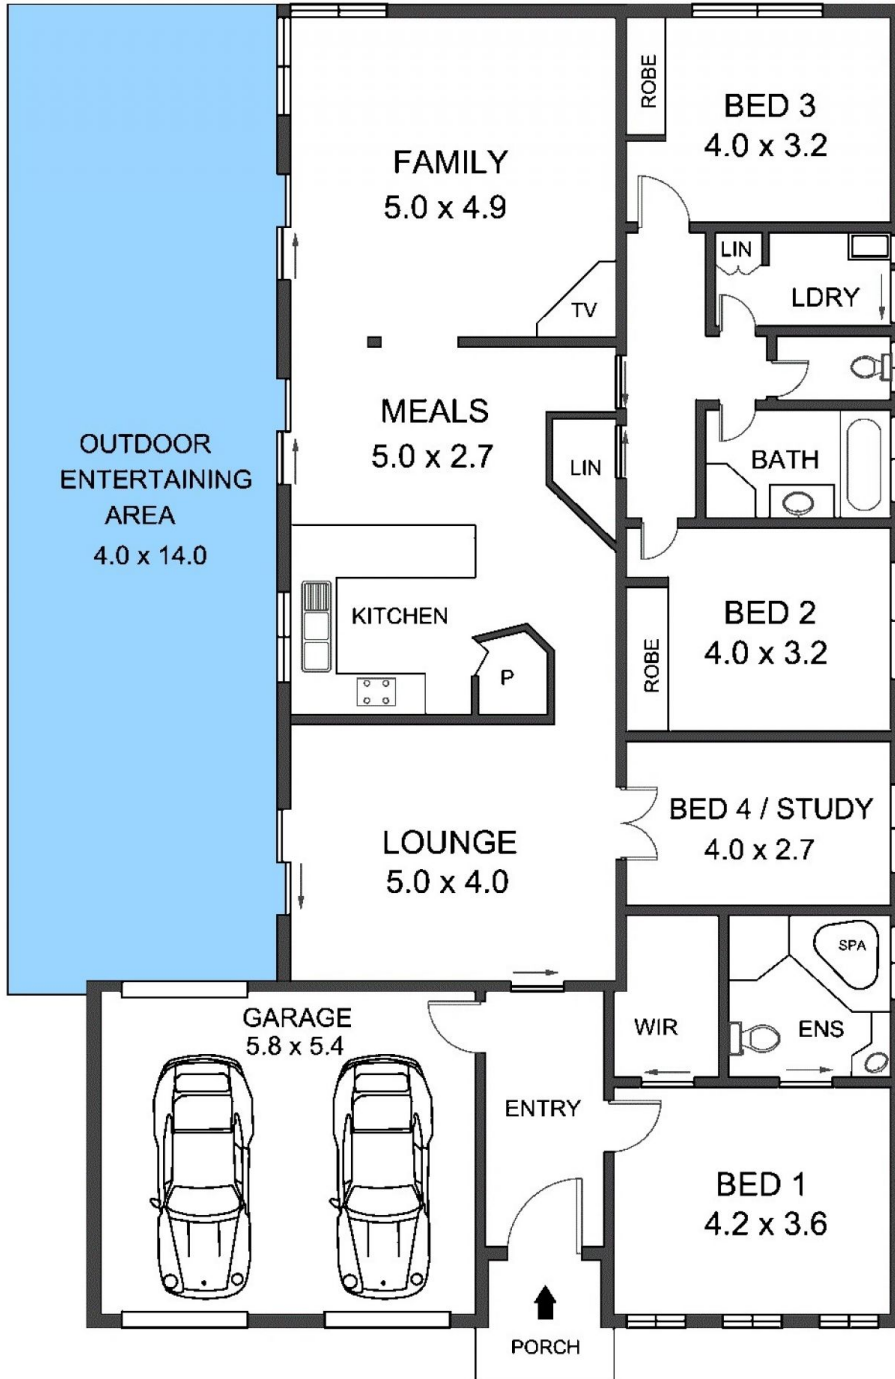 ROBE
BED 3
4.0 x 3.2
FAMILY
5.0 x 4.9
LIN
LDRY
TV
MEALS
5.0 x 2.7
OUTDOOR
ENTERTAINING
AREA
4.0 x 14.0
LIN
BATH
KITCHEN
P
BED 2
4.0 x 3.2
ROBE
BED 4 / STUDY
4.0 x 2.7
LOUNGE
5.0 x 4.0
SPA
GARAGE
5.8 x 5.4
WIR
ENS
ENTRY
BED 1
4.2 x 3.6
PORCH